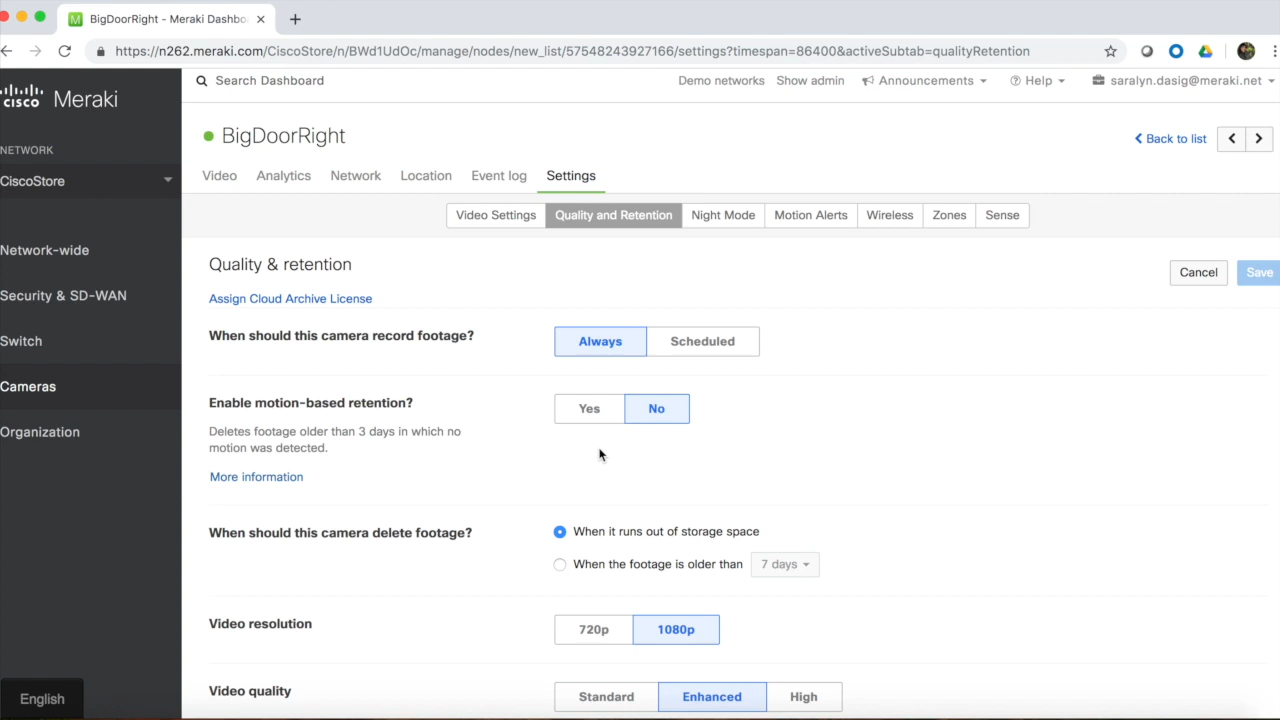 BigDoorRight - Meraki Dashbo
https://n262.meraki.com/CiscoStore/n/BWd1UdOc/manage/nodes/new_list/57548243927166/settings?timespan=86400&activeSubtab=qualityRetention
cisco Meraki
Search Dashboard
Demo networks Show admin Announcements Help saralyn.dasig@meraki.net
NETWORK
CiscoStore
Network-wide
Security & SD-WAN
Switch
Cameras
Organization
English
BigDoorRight
Back to list
Video Analytics Network Location Event log Settings
Video Settings Quality and Retention Night Mode Motion Alerts Wireless Zones Sense
Quality & retention
Cancel Save
Assign Cloud Archive License
When should this camera record footage? Always Scheduled
Enable motion-based retention? Yes No
Deletes footage older than 3 days in which no
motion was detected.
More information
When should this camera delete footage? When it runs out of storage space
When the footage is older than 7 days
Video resolution 720p 1080p
Video quality Standard Enhanced High